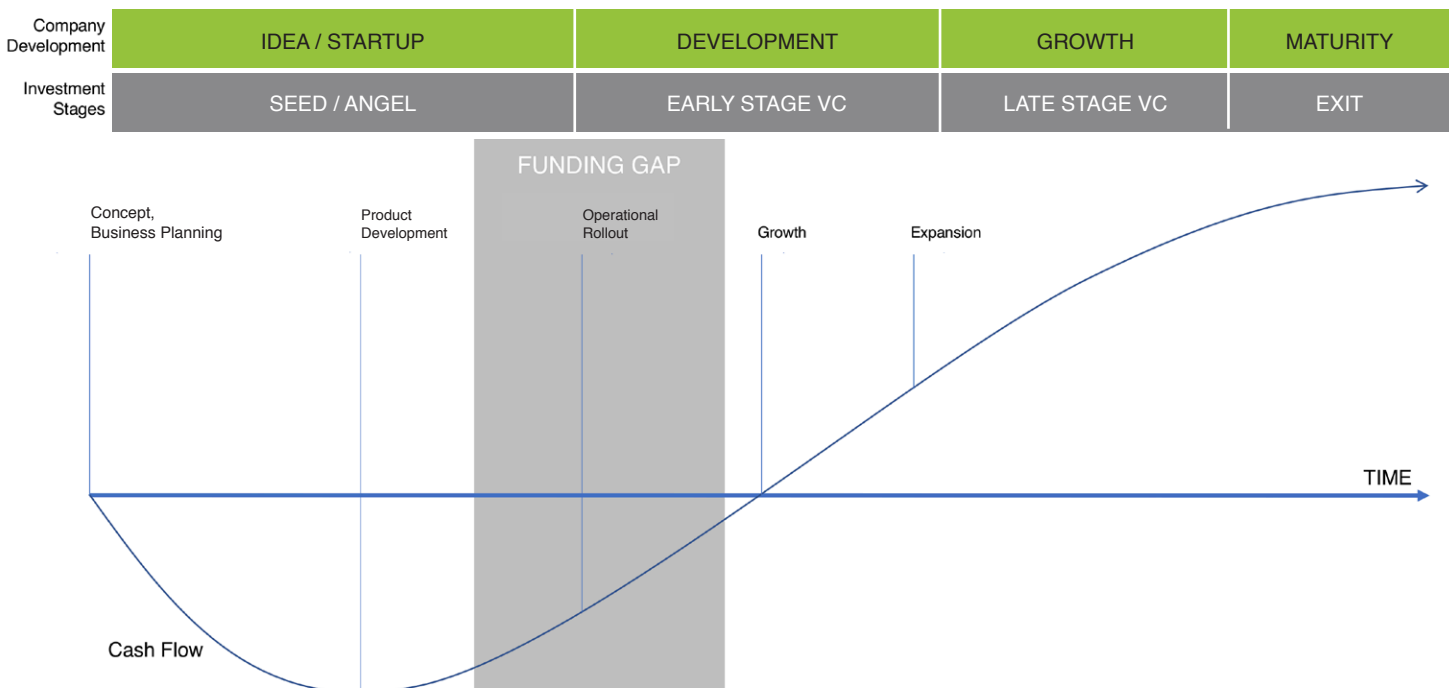 Company
Development
IDEA / STARTUP
DEVELOPMENT
GROWTH
MATURITY
Investment
Stages
SEED / ANGEL
EARLY STAGE VC
LATE STAGE VC
EXIT
FUNDING GAP
Concept,
Business Planning
Product
Development
Operational
Rollout
Growth
Expansion
TIME
Cash Flow